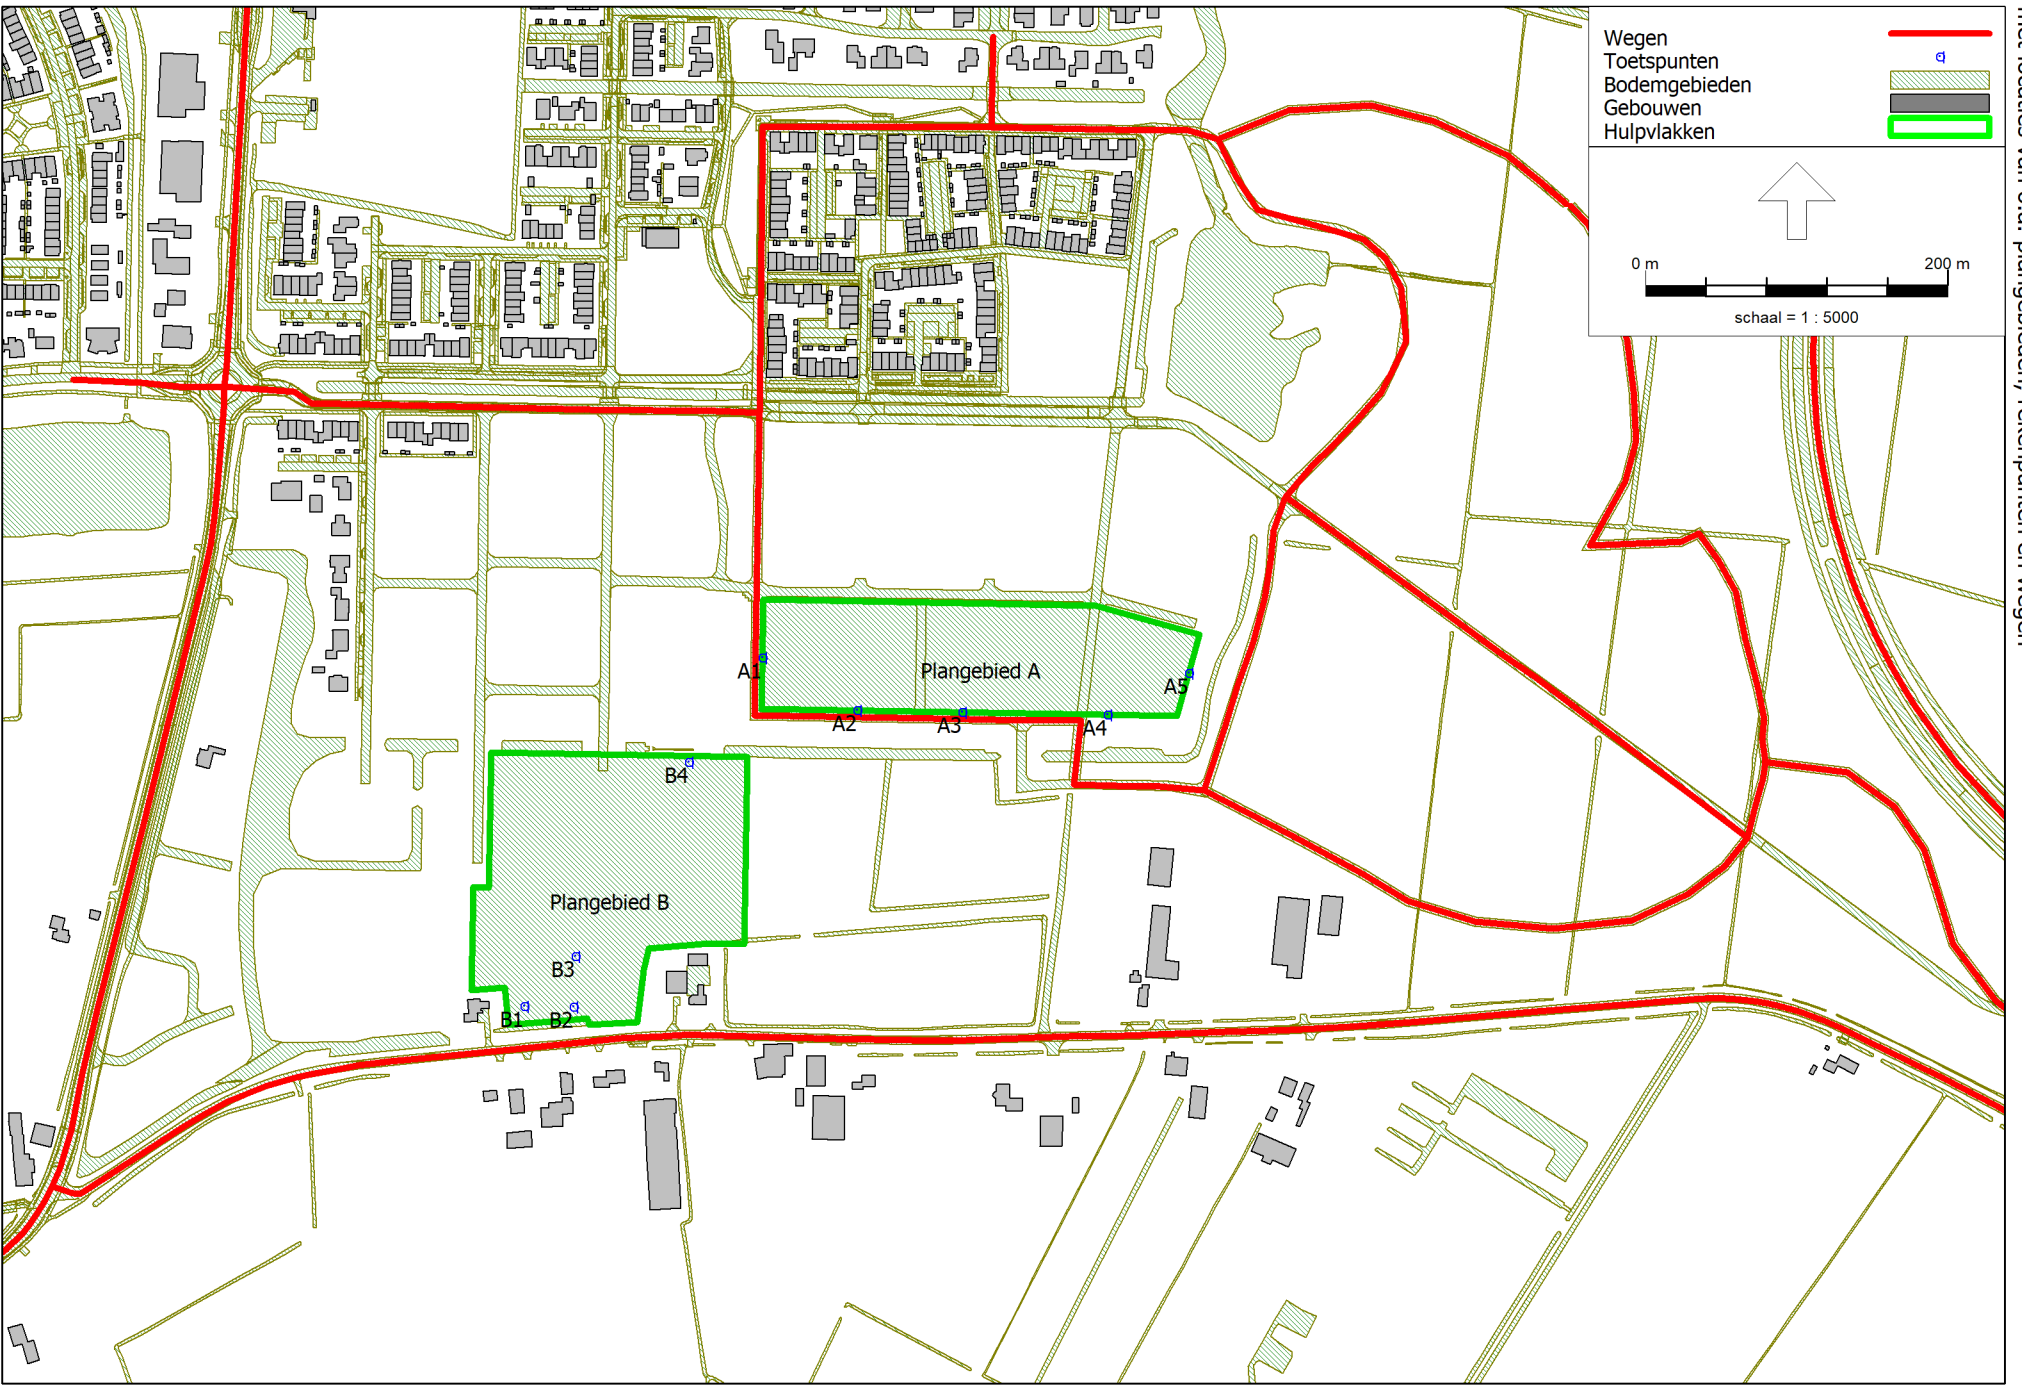 Wegen
Toetspunten
Bodemgebieden
Gebouwen
Hulpvlakken
0 m 200 m
schaal = 1 : 5000
A1
Plangebied A
A5
A2
A3
A4
B4
Plangebied B
B3
B1
B2